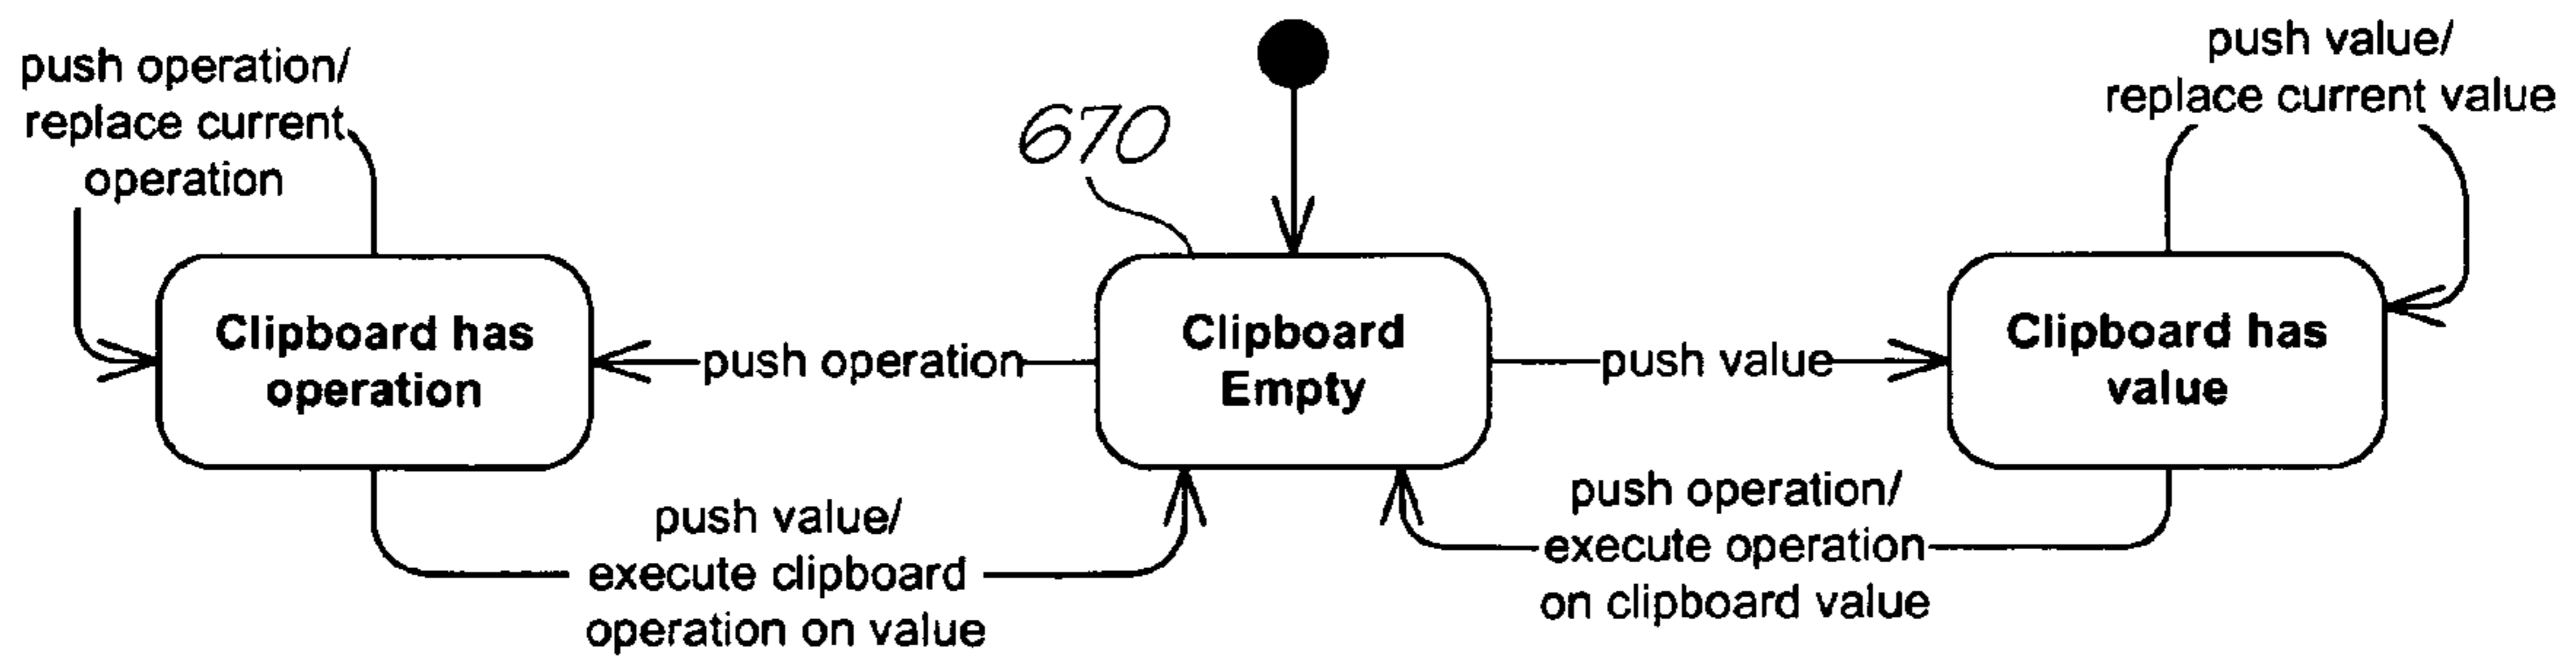 push operation/
replace current
operation
670
push value/
replace current value
Clipboard has
operation
push operation
Clipboard
Empty
push value
Clipboard has
value
push value/
execute clipboard
operation on value
push operation/
execute operation
on clipboard value